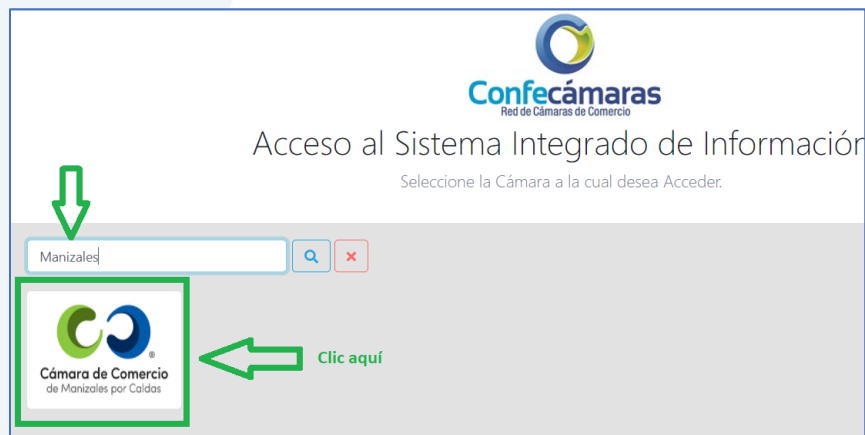 Confecámaras
Red de Cámaras de Comercio
Acceso al Sistema Integrado de Información
Seleccione la Cámara a la cual desea Acceder.
Manizales
®
Cámara de Comercio
de Manizales por Caldas
Clic aquí